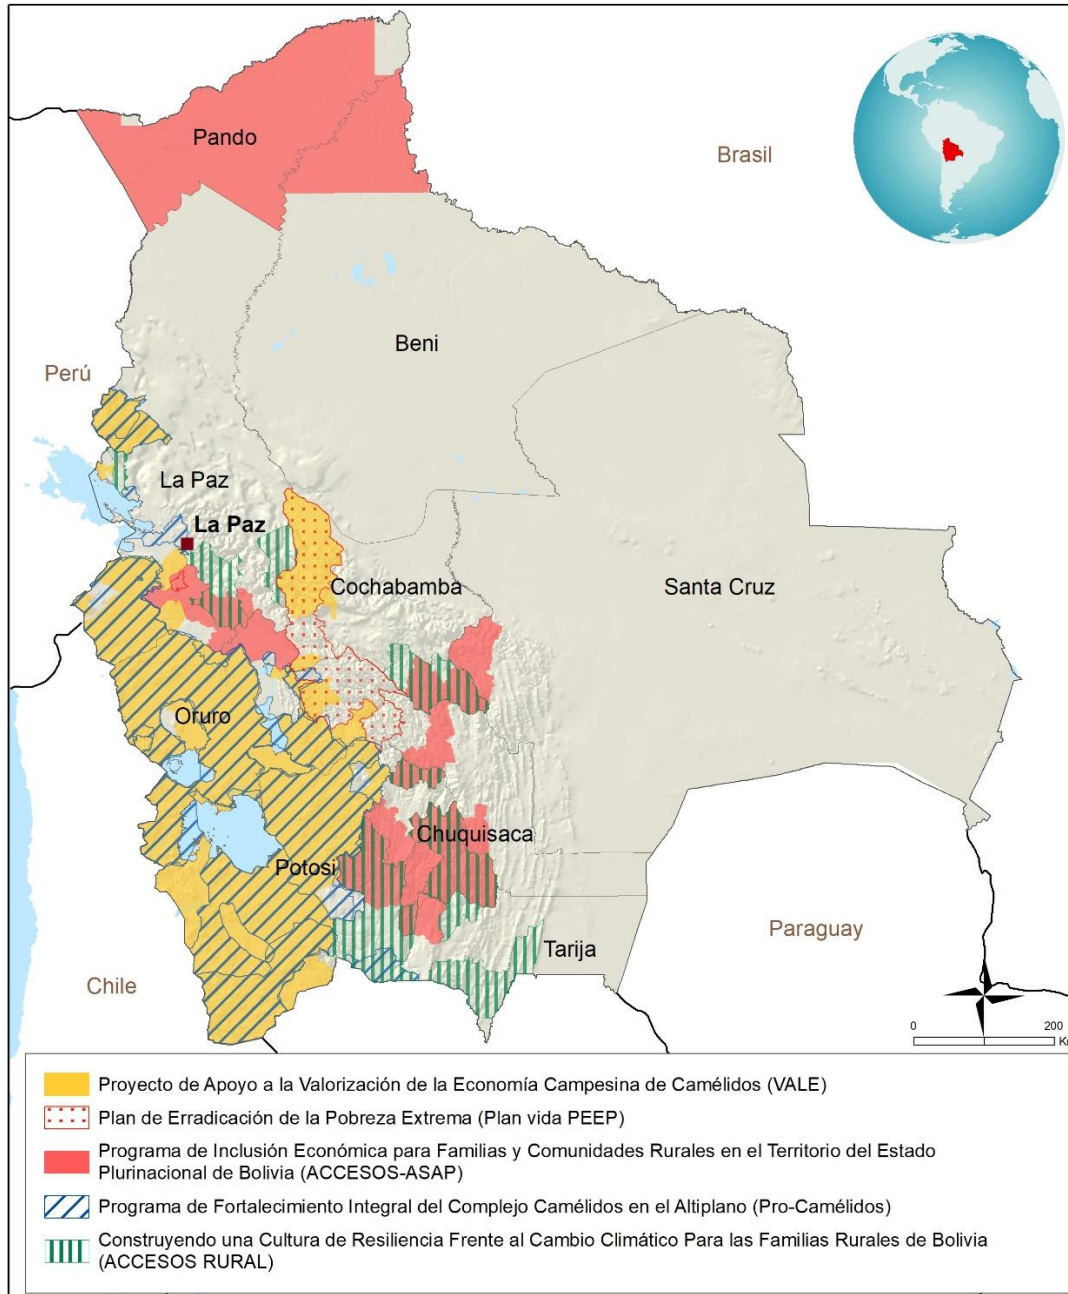 Pando
Brasil
Beni
Perú
La Paz
La Paz
Cochabamba
Santa Cruz
Oruro
Chuquisaca
Potosi
Paraguay
Tarija
Chile
0 200
Proyecto de Apoyo a la Valorización de la Economía Campesina de Camélidos (VALE)
Plan de Erradicación de la Pobreza Extrema (Plan vida PEEP)
Programa de Inclusión Económica para Familias y Comunidades Rurales en el Territorio del Estado
Plurinacional de Bolivia (ACCESOS-ASAP)
Programa de Fortalecimiento Integral del Complejo Camélidos en el Altiplano (Pro-Camélidos)
Construyendo una Cultura de Resiliencia Frente al Cambio Climático Para las Familias Rurales de Bolivia
(ACCESOS RURAL)